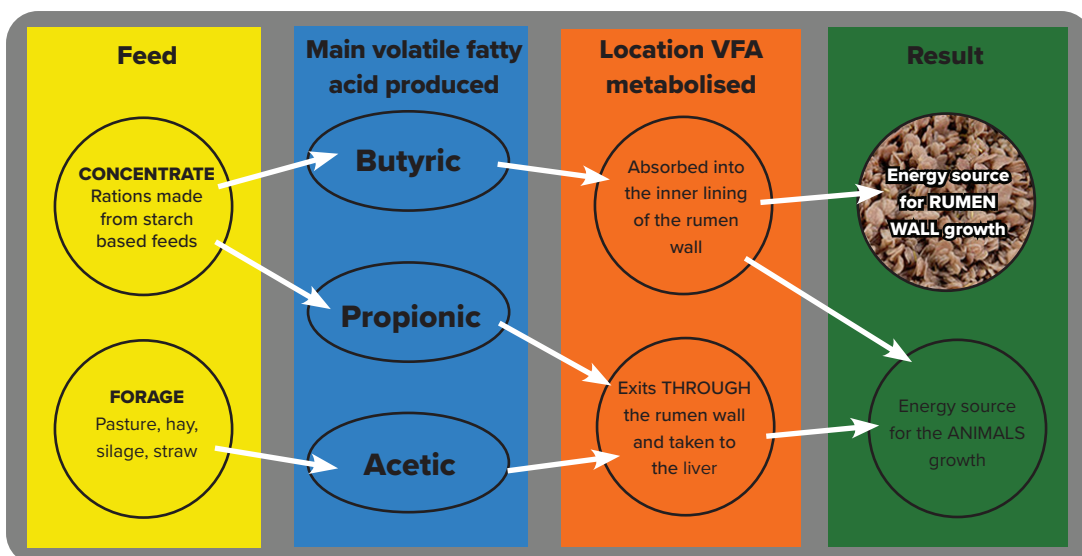 Feed
CONCENTRATE
Rations made
from starch
based feeds
FORAGE
Pasture, hay,
silage, straw
Main volatile fatty
acid produced
Butyric
Propionic
Acetic
Location VFA
metabolised
Absorbed into
the inner lining
of the rumen
wall
Exits THROUGH
the rumen wall
and taken to
the liver
Result
Energy source
for RUMEN
WALL growth
Energy source
for the ANIMALS
growth